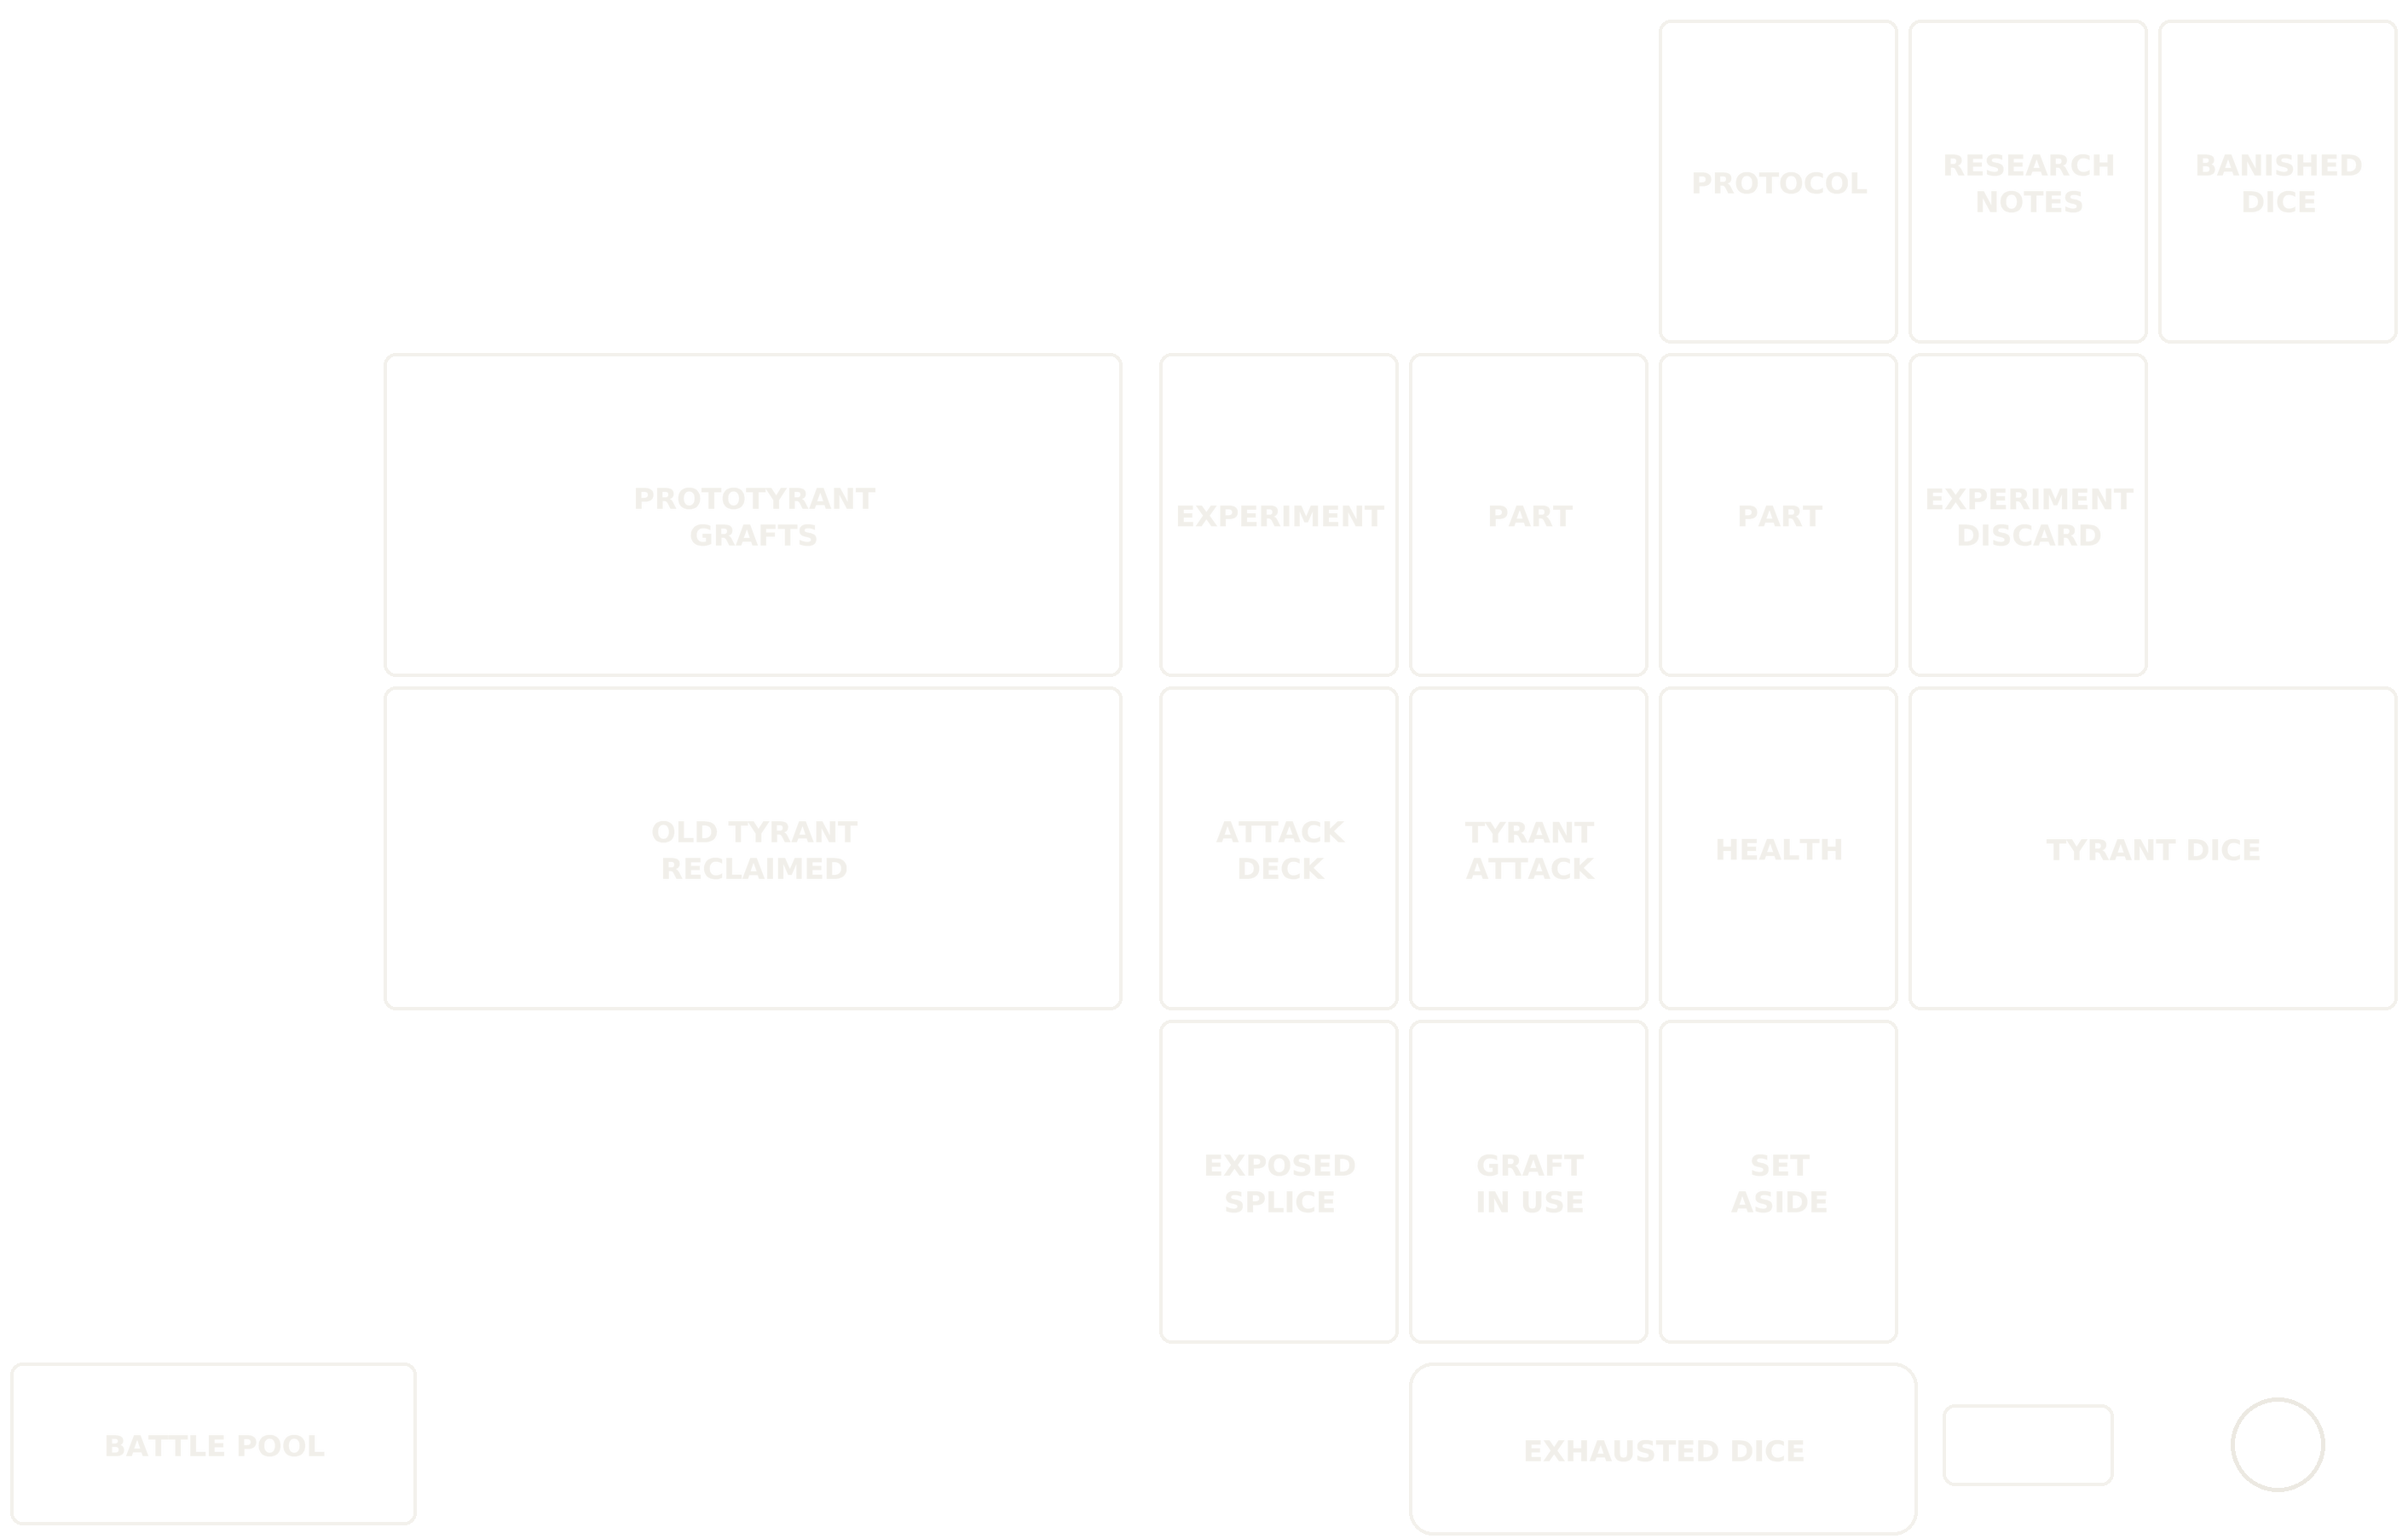 PROTOCOL
RESEARCH
NOTES
BANISHED
DICE
PROTOTYRANT
GRAFTS
EXPERIMENT
PART
PART
EXPERIMENT
DISCARD
OLD TYRANT
RECLAIMED
ATTACK
DECK
TYRANT
ATTACK
HEALTH
TYRANT DICE
EXPOSED
SPLICE
GRAFT
IN USE
SET
ASIDE
BATTLE POOL
EXHAUSTED DICE